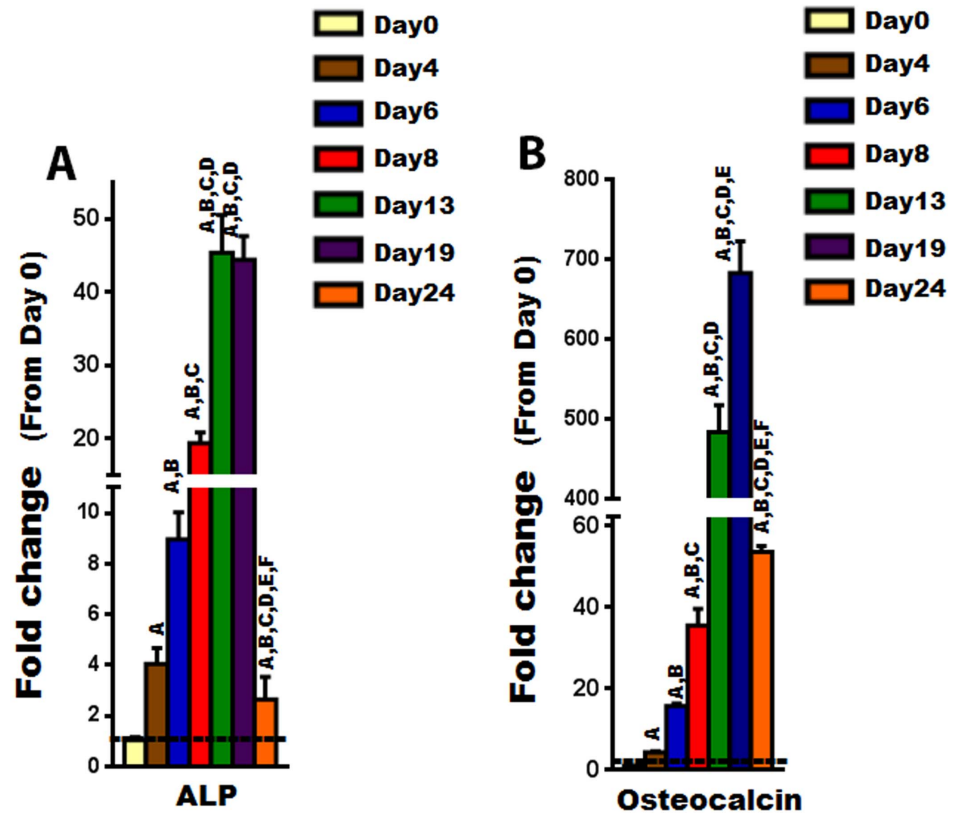 A
Fold change (From Day 0)
50
40
30
20
10
8
6
4
2
0
A
A,B
A,B,C
A,B,C,D
A,B,C,D
A,B,C,D,E,F
ALP
Day0
Day4
Day6
Day8
Day13
Day19
Day24
B
Fold change (From Day 0)
800
700
600
500
400
60
40
20
0
A
A,B
A,B,C
A,B,C,D
A,B,C,D,E
A,B,C,D,E,F
Osteocalcin
Day0
Day4
Day6
Day8
Day13
Day19
Day24